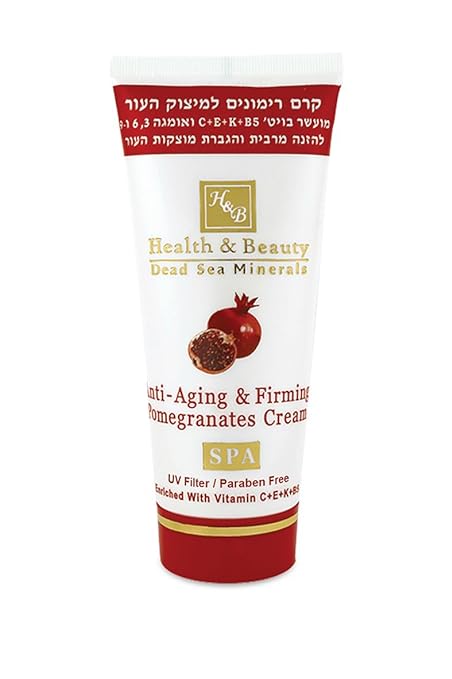 קרם רימונים למיצוק העור
מועשר בויט' C+E+K+B5 ואומגה 3, 6 ו-9
להזנה מרבית והגברת מוצקות העור
H&B
Health & Beauty
Dead Sea Minerals
Anti-Aging & Firming
Pomegranates Cream
SPA
UV Filter / Paraben Free
Enriched With Vitamin C+E+K+B5